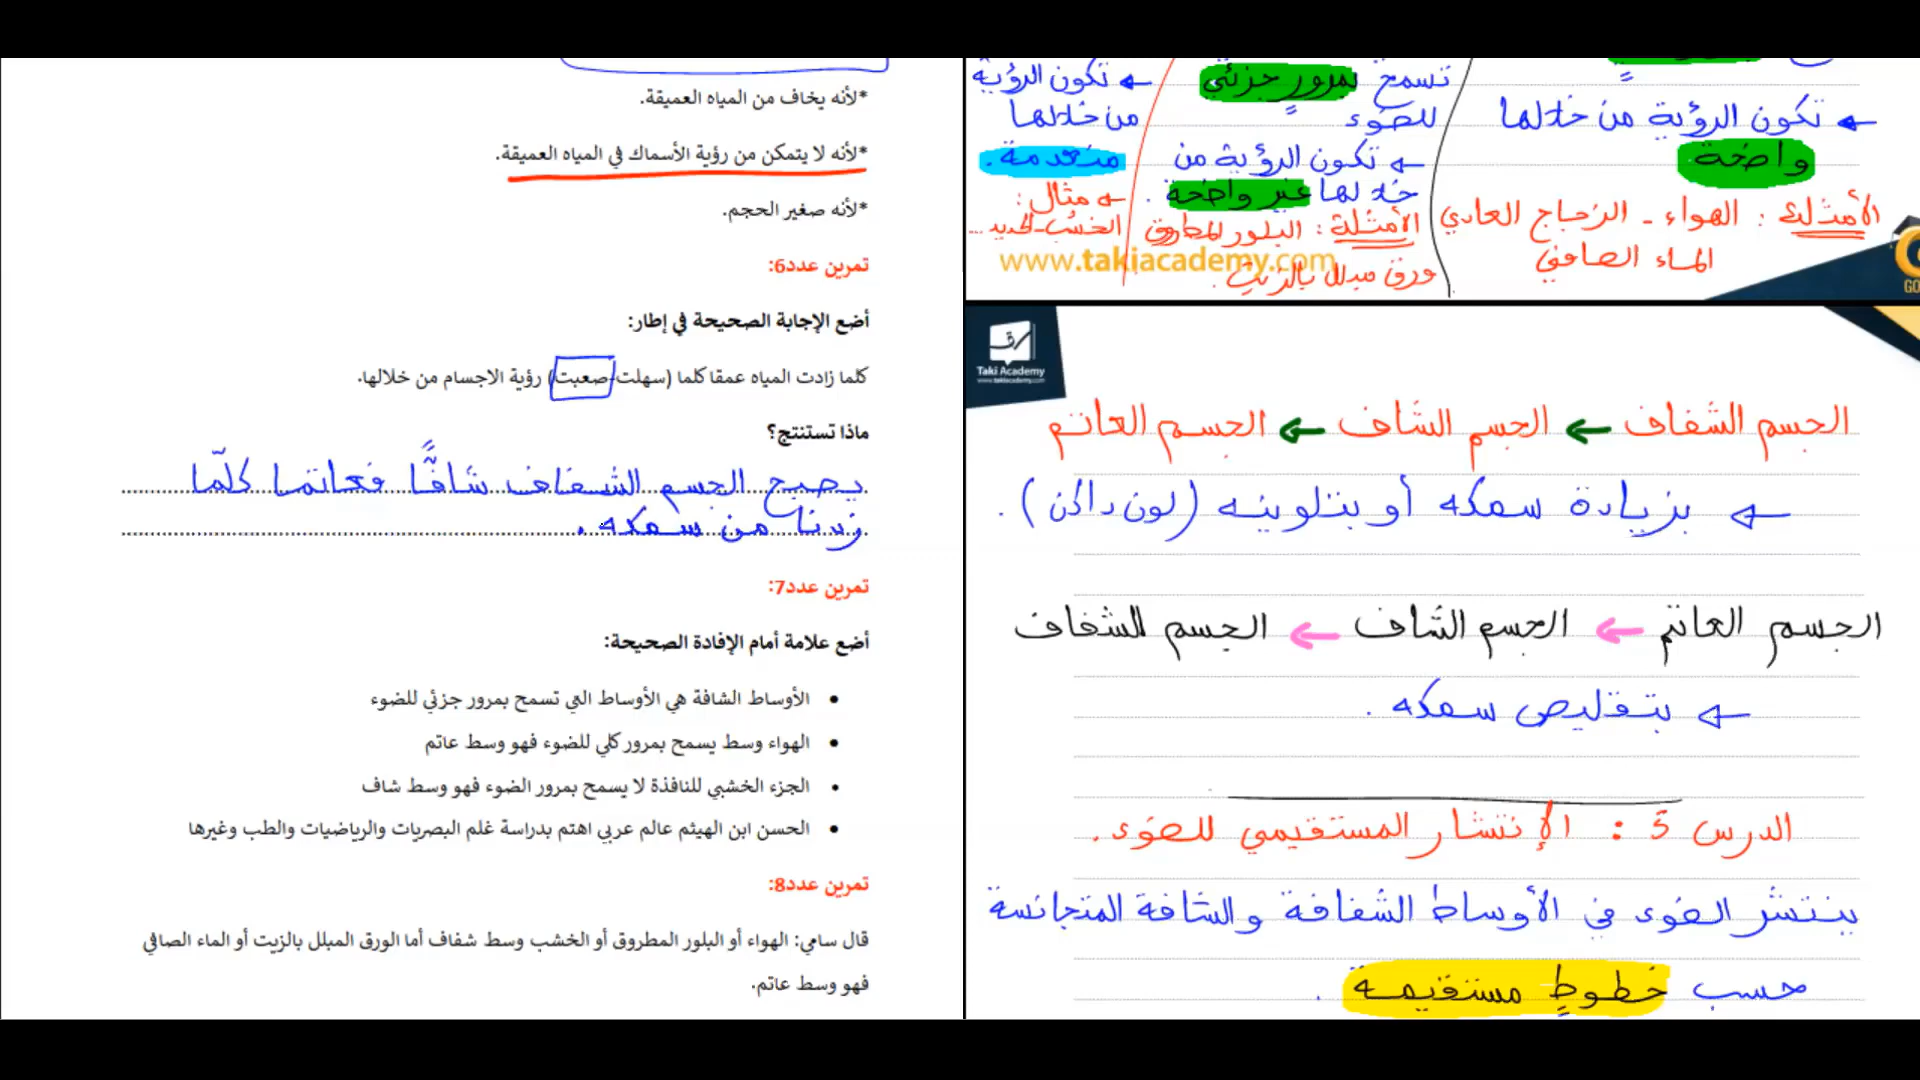 *لأنه يخاف من المياه العميقة.
*لأنه لا يتمكن من رؤية الأسماك في المياه العميقة.
*لأنه صغير الحجم.
تمرين عدد6:
أضع الإجابة الصحيحة في إطار:
كلما زادت المياه عمقا كلما (سهلت-صعبت) رؤية الاجسام من خلالها.
ماذا تستنتج؟
يصبح الجسم الشفاف شافًّا فعاتما كلّما
زدنا من سمكه.
تمرين عدد7:
أضع علامة أمام الإفادة الصحيحة:
الأوساط الشافة هي الأوساط التي تسمح بمرور جزئي للضوء
الهواء وسط يسمح بمرور كلي للضوء فهو وسط عاتم
الجزء الخشبي للنافذة لا يسمح بمرور الضوء فهو وسط شاف
الحسن ابن الهيثم عالم عربي اهتم بدراسة غلم البصريات والرياضيات والطب وغيرها
تمرين عدد8:
قال سامي: الهواء أو البلور المطروق أو الخشب وسط شفاف أما الورق المبلل بالزيت أو الماء الصافي
فهو وسط عاتم.
تكون الرؤية من خلالها
واضحة
الأمثلة: الهواء - الزجاج العادي
الماء الصافي
تسمح بمرور جزئي
للضوء
تكون الرؤية من
خلالها غير واضحة.
الأمثلة: البلور المطروق
ورق مبلل بالزيت.
تكون الرؤية
من خلالها
منعدمة.
مثال:
الخشب-الحديد...
www.takiacademy.com
GO
Taki Academy
www.takiacademy.com
الجسم الشفاف ← الجسم الشاف ← الجسم العاتم
بزيادة سمكه أو بتلوينه (لون داكن).
الجسم العاتم ← الجسم الشاف ← الجسم الشفاف
بتقليص سمكه.
الدرس 5: الإنتشار المستقيمي للضوء.
ينتشر الضوء في الأوساط الشفافة والشافة المتجانسة
حسب خطوطٍ مستقيمة.